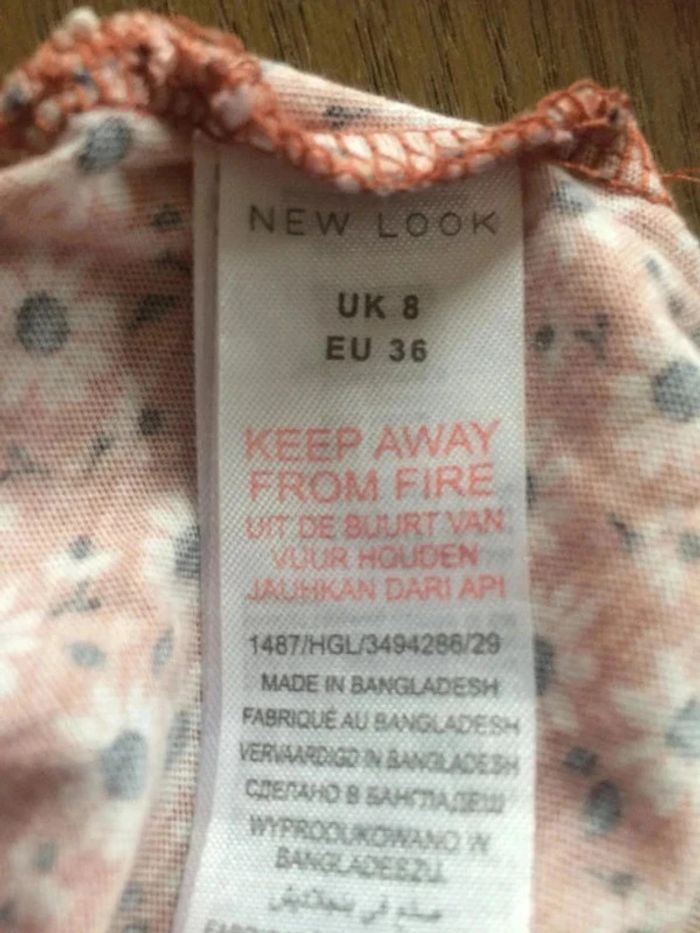 NEW LOOK
UK 8
EU 36
KEEP AWAY
FROM FIRE
UIT DE BUURT VAN
VUUR HOUDEN
JAUHKAN DARI API
1487/HGL/3494286/29
MADE IN BANGLADESH
FABRIQUÉ AU BANGLADESH
VERVAARDIGD IN BANGLADESH
СДЕЛАНО В БАНГЛАДЕШ
WYPRODUKOWANO W
BANGLADESZU.
صنع في بنجلاديش